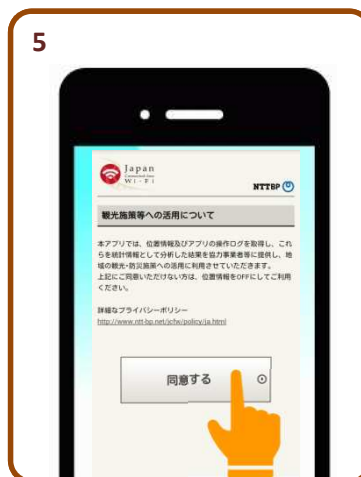 5
Japan
Connected-free
Wi-Fi
NTTBP
観光施策等への活用について
本アプリでは、位置情報及びアプリの操作ログを取得し、これ
らを統計情報として分析した結果を協力事業者等に提供し、地
域の観光・防災施策への活用に利用させていただきます。
上記にご同意いただけない方は、位置情報をOFFにしてご利用
ください。
詳細なプライバシーポリシー
http://www.ntt-bp.net/jcfw/policy/ja.html
同意する